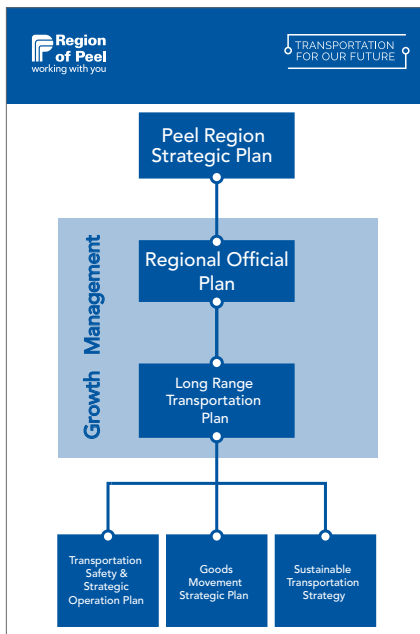 Region
of Peel
working with you
TRANSPORTATION
FOR OUR FUTURE
Peel Region
Strategic Plan
Growth Management
Regional Official
Plan
Long Range
Transportation
Plan
Transportation
Safety &
Strategic
Operation Plan
Goods
Movement
Strategic Plan
Sustainable
Transportation
Strategy